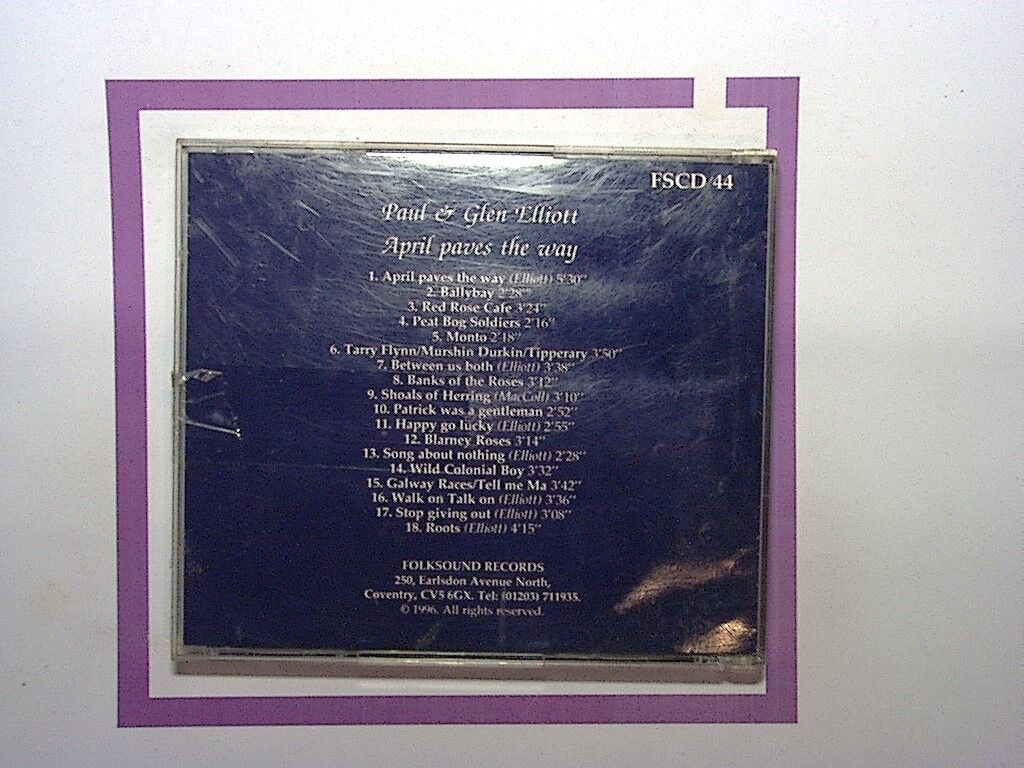 FSCD 44
Paul & Glen Elliott
April paves the way
1. April paves the way (Elliott) 5'30"
2. Ballybay 2'28"
3. Red Rose Cafe 3'24"
4. Peat Bog Soldiers 2'16"
5. Monto 2'18"
6. Tarry Flynn/Murshin Durkin/Tipperary 3'50"
7. Between us both (Elliott) 3'38"
8. Banks of the Roses 3'12"
9. Shoals of Herring (MacColl) 3'10"
10. Patrick was a gentleman 2'52"
11. Happy go lucky (Elliott) 2'55"
12. Blarney Roses 3'14"
13. Song about nothing (Elliott) 2'28"
14. Wild Colonial Boy 3'32"
15. Galway Races/Tell me Ma 3'42"
16. Walk on Talk on (Elliott) 3'36"
17. Stop giving out (Elliott) 3'08"
18. Roots (Elliott) 4'15"
FOLKSOUND RECORDS
250, Earlsdon Avenue North,
Coventry, CV5 6GX. Tel: (01203) 711935.
© 1996. All rights reserved.